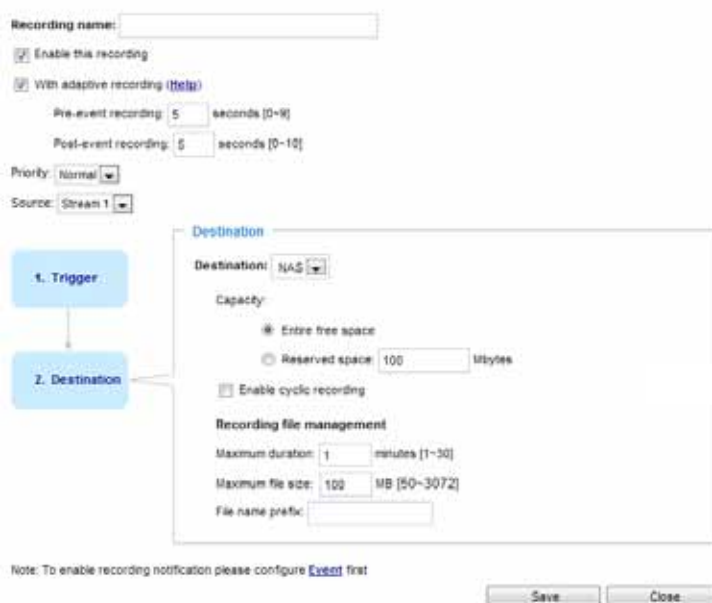 Recording name:
Enable this recording
With adaptive recording (Help)
Pre-event recording: 5 seconds [0~9]
Post-event recording: 5 seconds [0~10]
Priority: Normal
Source: Stream 1
1. Trigger
2. Destination
Destination
Destination: NAS
Capacity:
Entire free space
Reserved space: 100 Mbytes
Enable cyclic recording
Recording file management
Maximum duration: 1 minutes [1~30]
Maximum file size: 100 MB [50~3072]
File name prefix:
Note: To enable recording notification please configure Event first
Save Close